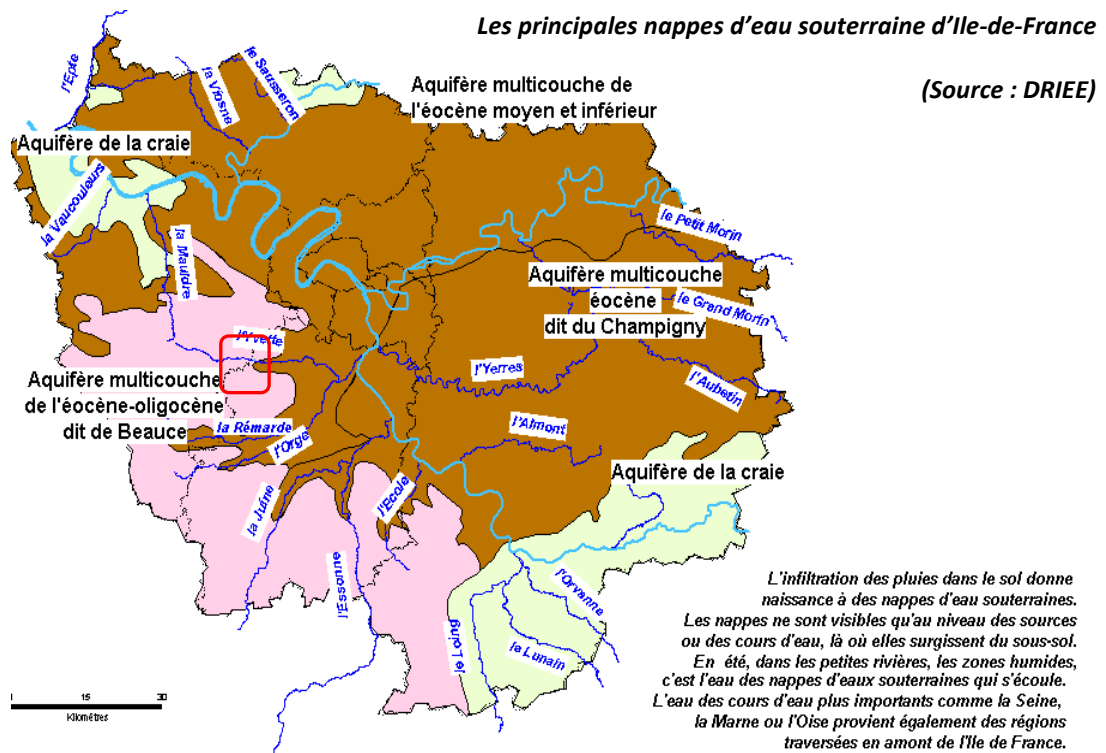 Les principales nappes d'eau souterraine d'Ile-de-France
(Source : DRIEE)
l'Epte
la Viosne
le Sausseron
Aquifère multicouche de
l'éocène moyen et inférieur
Aquifère de la craie
la Vaucouleurs
la Mauldre
le Petit Morin
Aquifère multicouche
éocène
dit du Champigny
le Grand Morin
l'Yvette
l'Yerres
l'Aubetin
Aquifère multicouche
de l'éocène-oligocène
dit de Beauce
la Rémarde
l'Orge
l'Almont
Aquifère de la craie
la Juine
l'Ecole
l'Essonne
Le Loing
le Lunain
l'Orvanne
0 15 30
Kilomètres
L'infiltration des pluies dans le sol donne
naissance à des nappes d'eau souterraines.
Les nappes ne sont visibles qu'au niveau des sources
ou des cours d'eau, là où elles surgissent du sous-sol.
En été, dans les petites rivières, les zones humides,
c'est l'eau des nappes d'eaux souterraines qui s'écoule.
L'eau des cours d'eau plus importants comme la Seine,
la Marne ou l'Oise provient également des régions
traversées en amont de l'Ile de France.